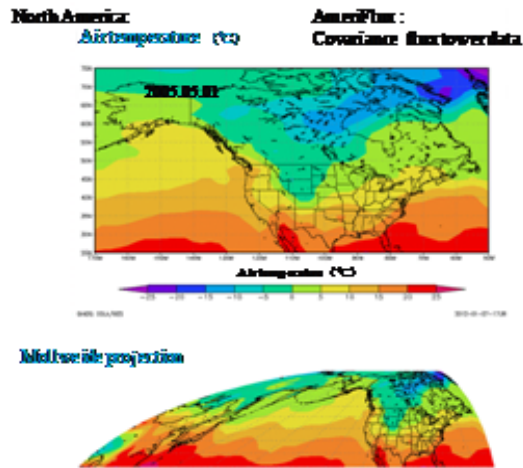 North America:
AmeriFlux :
Air temperature (℃)
Covariance flux tower data
2005.05.01
Air temperature (℃)
-25 -20 -15 -10 -5 0 5 10 15 20 25
Mollweide projection